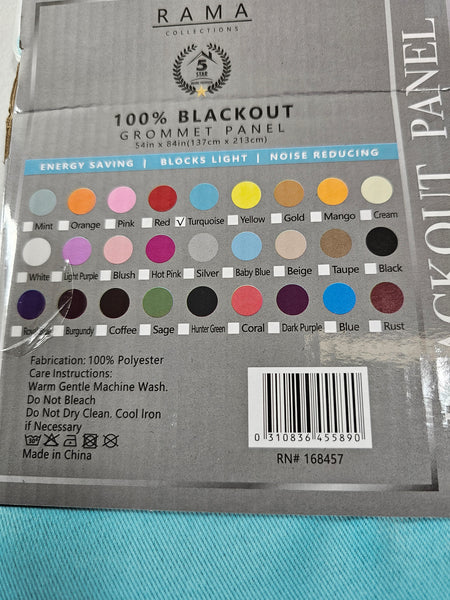 RAMA
COLLECTIONS
5
STAR
100% BLACKOUT
GROMMET PANEL
54in x 84in(137cm x 213cm)
ENERGY SAVING | BLOCKS LIGHT | NOISE REDUCING
Mint Orange Pink Red Turquoise Yellow Gold Mango Cream
White Light Purple Blush Hot Pink Silver Baby Blue Beige Taupe Black
Burgundy Coffee Sage Hunter Green Coral Dark Purple Blue Rust
Fabrication: 100% Polyester
Care Instructions:
Warm Gentle Machine Wash.
Do Not Bleach
Do Not Dry Clean. Cool Iron
if Necessary
Made in China
0 310836 455890
RN# 168457
PANEL